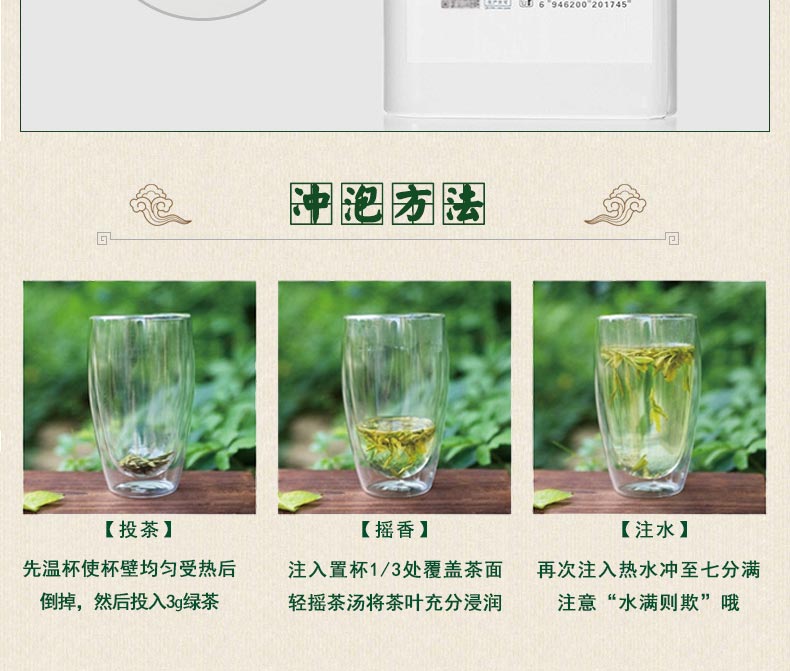 6 946200 201745
冲泡方法
【投茶】
先温杯使杯壁均匀受热后
倒掉，然后投入3g绿茶
【摇香】
注入置杯1/3处覆盖茶面
轻摇茶汤将茶叶充分浸润
【注水】
再次注入热水冲至七分满
注意“水满则欺”哦